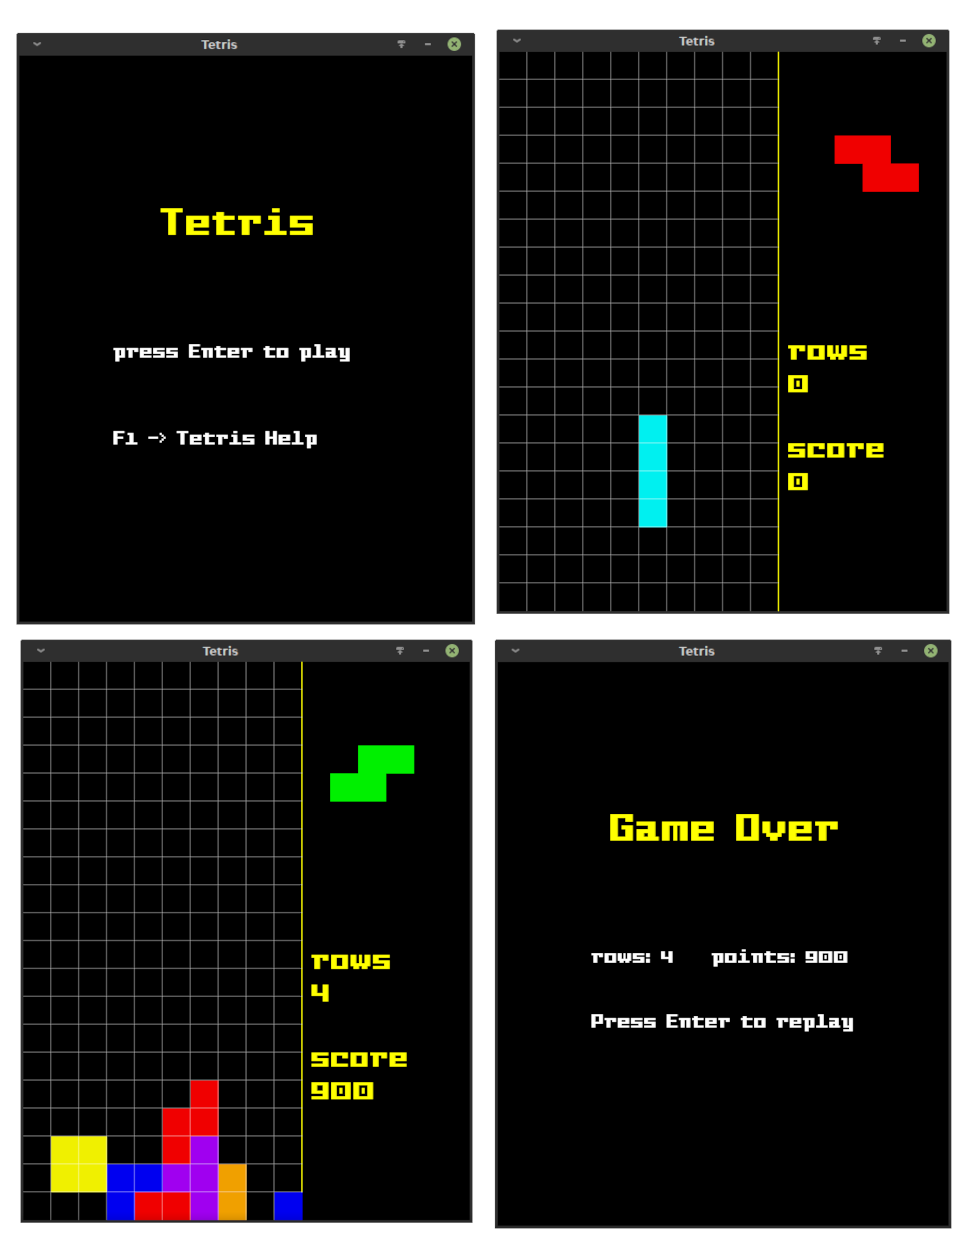 Tetris
Tetris
press Enter to play
F1 -> Tetris Help
Tetris
rows
0
score
0
Tetris
rows
4
score
900
Tetris
Game Over
rows: 4 points: 900
Press Enter to replay